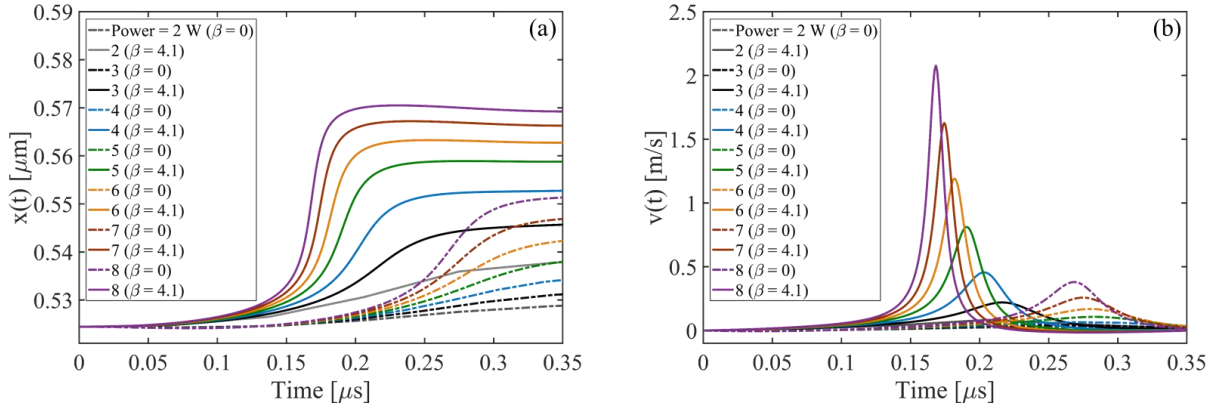 (a)
x(t) [μm]
0.59
0.58
0.57
0.56
0.55
0.54
0.53
Power = 2 W (β = 0)
2 (β = 4.1)
3 (β = 0)
3 (β = 4.1)
4 (β = 0)
4 (β = 4.1)
5 (β = 0)
5 (β = 4.1)
6 (β = 0)
6 (β = 4.1)
7 (β = 0)
7 (β = 4.1)
8 (β = 0)
8 (β = 4.1)
0 0.05 0.1 0.15 0.2 0.25 0.3 0.35
Time [μs]
(b)
v(t) [m/s]
2.5
2
1.5
1
0.5
0
Power = 2 W (β = 0)
2 (β = 4.1)
3 (β = 0)
3 (β = 4.1)
4 (β = 0)
4 (β = 4.1)
5 (β = 0)
5 (β = 4.1)
6 (β = 0)
6 (β = 4.1)
7 (β = 0)
7 (β = 4.1)
8 (β = 0)
8 (β = 4.1)
0 0.05 0.1 0.15 0.2 0.25 0.3 0.35
Time [μs]